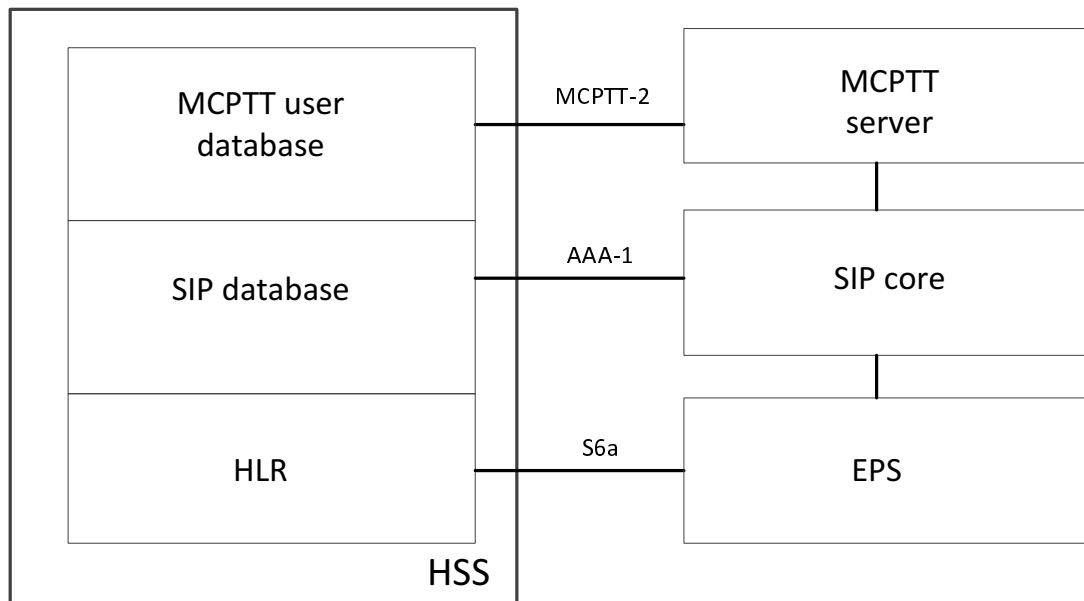 MCPTT user
database
MCPTT-2
MCPTT
server
SIP database
AAA-1
SIP core
HLR
S6a
EPS
HSS